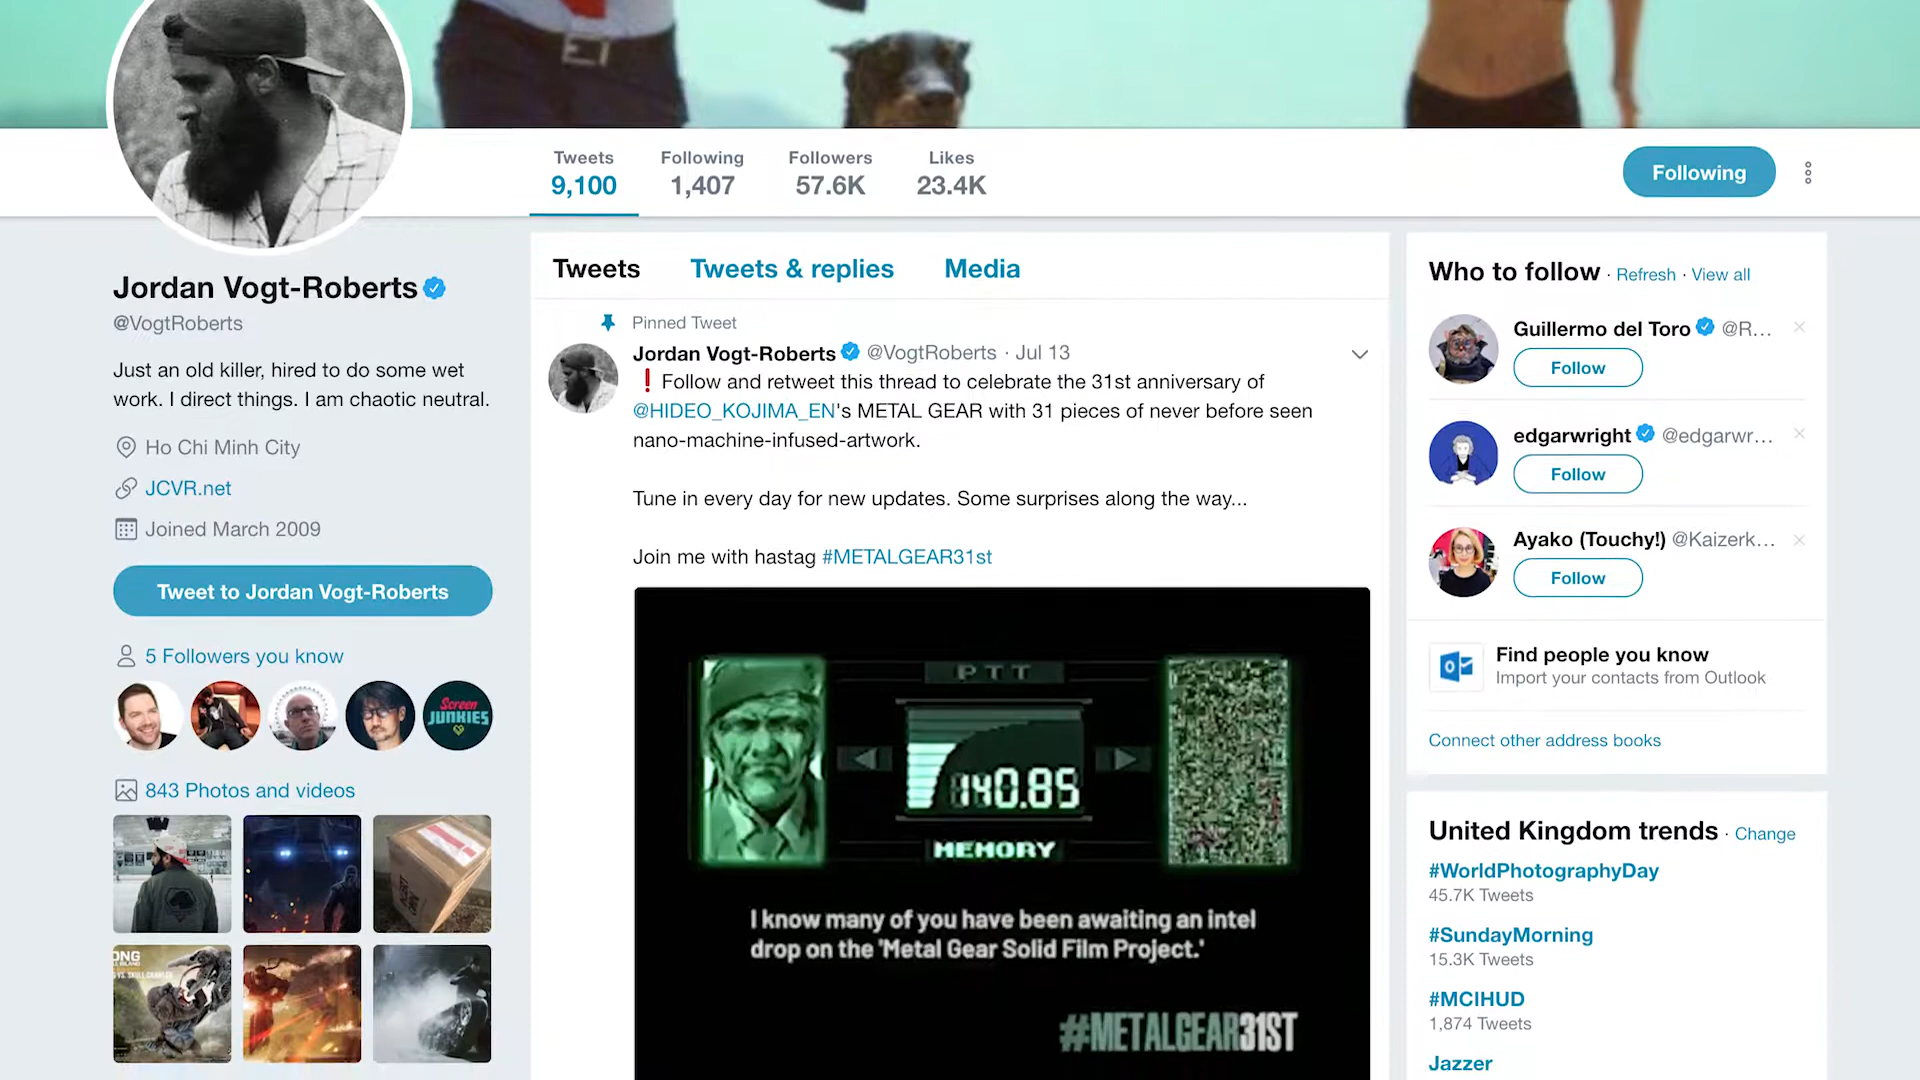 Tweets
9,100
Following
1,407
Followers
57.6K
Likes
23.4K
Following
Jordan Vogt-Roberts
@VogtRoberts
Just an old killer, hired to do some wet
work. I direct things. I am chaotic neutral.
Ho Chi Minh City
JCVR.net
Joined March 2009
Tweet to Jordan Vogt-Roberts
5 Followers you know
Screen
JUNKIES
843 Photos and videos
Tweets
Tweets & replies
Media
Pinned Tweet
Jordan Vogt-Roberts @VogtRoberts · Jul 13
❗Follow and retweet this thread to celebrate the 31st anniversary of
@HIDEO_KOJIMA_EN's METAL GEAR with 31 pieces of never before seen
nano-machine-infused-artwork.
Tune in every day for new updates. Some surprises along the way...
Join me with hastag #METALGEAR31st
PTT
140.85
MEMORY
I know many of you have been awaiting an intel
drop on the 'Metal Gear Solid Film Project.'
#METALGEAR31ST
Who to follow · Refresh · View all
Guillermo del Toro @R...
Follow
edgarwright @edgarwr...
Follow
Ayako (Touchy!) @Kaizerk...
Follow
Find people you know
Import your contacts from Outlook
Connect other address books
United Kingdom trends · Change
#WorldPhotographyDay
45.7K Tweets
#SundayMorning
15.3K Tweets
#MCIHUD
1,874 Tweets
Jazzer